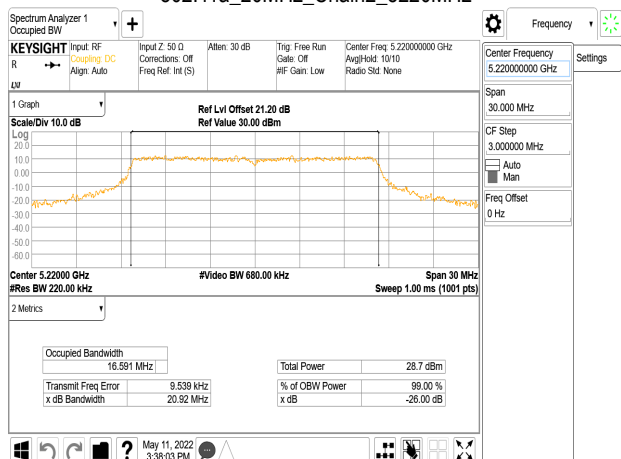 Spectrum Analyzer 1
Occupied BW
Frequency
KEYSIGHT
R
LXI
Input: RF
Coupling: DC
Align: Auto
Input Z: 50 Ω
Corrections: Off
Freq Ref: Int (S)
Atten: 30 dB
Trig: Free Run
Gate: Off
#IF Gain: Low
Center Freq: 5.220000000 GHz
Avg|Hold: 10/10
Radio Std: None
Center Frequency
5.220000000 GHz
Settings
Span
30.000 MHz
CF Step
3.000000 MHz
Auto
Man
Freq Offset
0 Hz
1 Graph
Scale/Div 10.0 dB
Ref Lvl Offset 21.20 dB
Ref Value 30.00 dBm
Log
20.0
10.0
0.00
-10.0
-20.0
-30.0
-40.0
-50.0
-60.0
Center 5.22000 GHz
#Video BW 680.00 kHz
Span 30 MHz
#Res BW 220.00 kHz
Sweep 1.00 ms (1001 pts)
2 Metrics
Occupied Bandwidth
16.591 MHz
Total Power 28.7 dBm
Transmit Freq Error 9.539 kHz
% of OBW Power 99.00 %
x dB Bandwidth 20.92 MHz
x dB -26.00 dB
May 11, 2022
3:38:03 PM